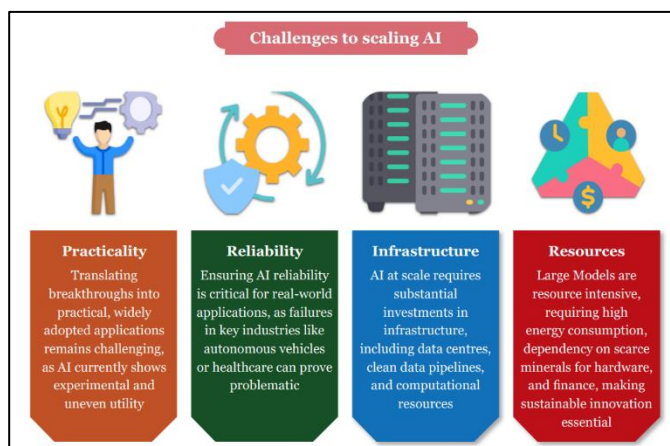 Challenges to scaling AI
Practicality
Translating
breakthroughs into
practical, widely
adopted applications
remains challenging,
as AI currently shows
experimental and
uneven utility
Reliability
Ensuring AI reliability
is critical for real-world
applications, as failures
in key industries like
autonomous vehicles
or healthcare can prove
problematic
Infrastructure
AI at scale requires
substantial
investments in
infrastructure,
including data centres,
clean data pipelines,
and computational
resources
Resources
Large Models are
resource intensive,
requiring high
energy consumption,
dependency on scarce
minerals for hardware,
and finance, making
sustainable innovation
essential
$